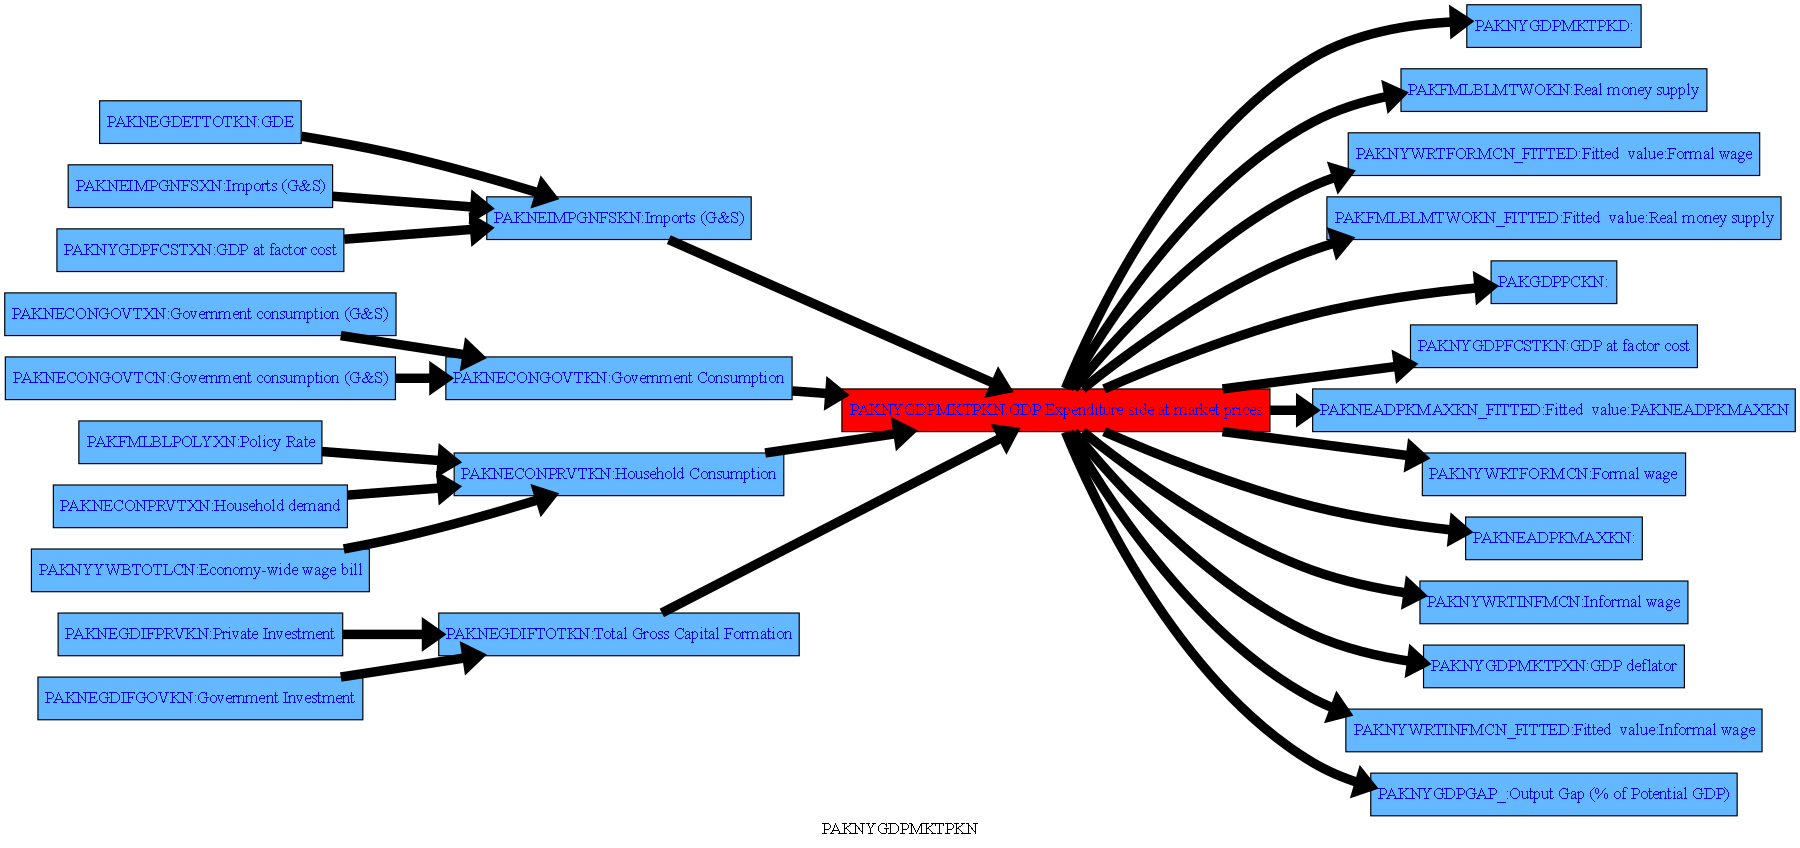 PAKNYGDPMKTPKD:
PAKFMLBLMTWOKN:Real money supply
PAKNEGDETTOTKN:GDE
PAKNYWRTFORMCN_FITTED:Fitted value:Formal wage
PAKNEIMPGNFSXN:Imports (G&S)
PAKNEIMPGNFSKN:Imports (G&S)
PAKFMLBLMTWOKN_FITTED:Fitted value:Real money supply
PAKNYGDPFCSTXN:GDP at factor cost
PAKGDPPCKN:
PAKNECONGOVTXN:Government consumption (G&S)
PAKNYGDPFCSTKN:GDP at factor cost
PAKNECONGOVTCN:Government consumption (G&S)
PAKNECONGOVTKN:Government Consumption
PAKNYGDPMKTPKN:GDP Expenditure side at market prices
PAKNEADPKMAXKN_FITTED:Fitted value:PAKNEADPKMAXKN
PAKFMLBLPOLYXN:Policy Rate
PAKNECONPRVTKN:Household Consumption
PAKNYWRTFORMCN:Formal wage
PAKNECONPRVTXN:Household demand
PAKNEADPKMAXKN:
PAKNYYWBTOTLCN:Economy-wide wage bill
PAKNYWRTINFMCN:Informal wage
PAKNEGDIFPRVKN:Private Investment
PAKNEGDIFTOTKN:Total Gross Capital Formation
PAKNYGDPMKTPXN:GDP deflator
PAKNEGDIFGOVKN:Government Investment
PAKNYWRTINFMCN_FITTED:Fitted value:Informal wage
PAKNYGDPGAP_:Output Gap (% of Potential GDP)
PAKNYGDPMKTPKN